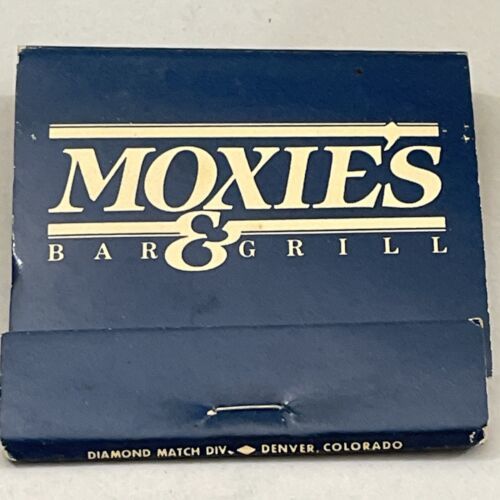 MOXIE'S
BAR & GRILL
DIAMOND MATCH DIV. DENVER, COLORADO